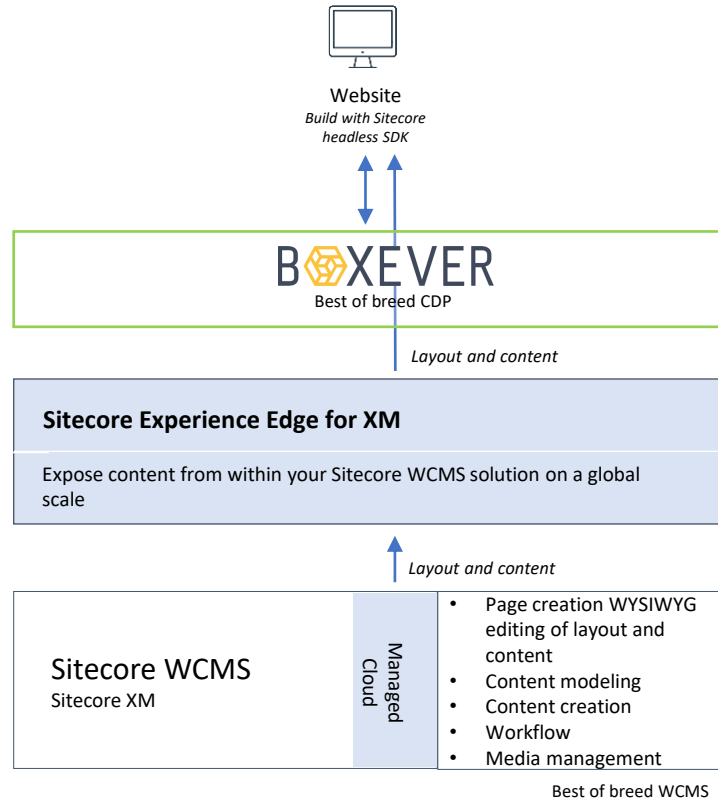 Website
Build with Sitecore
headless SDK
BOXEVER
Best of breed CDP
Layout and content
Sitecore Experience Edge for XM
Expose content from within your Sitecore WCMS solution on a global
scale
Layout and content
Sitecore WCMS
Sitecore XM
Managed
Cloud
• Page creation WYSIWYG
editing of layout and
content
• Content modeling
• Content creation
• Workflow
• Media management
Best of breed WCMS